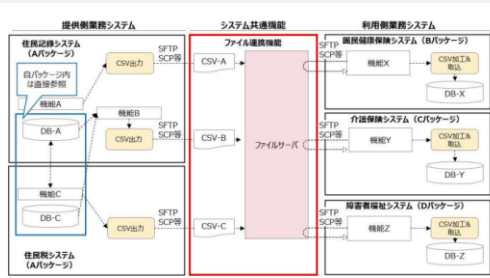 提供側業務システム
システム共通機能
利用側業務システム
住民記録システム
(Aパッケージ)
自パッケージ内
は直接参照
機能A
DB-A
機能B
CSV出力
CSV出力
機能C
DB-C
CSV出力
住民税システム
(Aパッケージ)
SFTP
SCP等
SFTP
SCP等
SFTP
SCP等
ファイル連携機能
CSV-A
CSV-B
CSV-C
ファイルサーバ
SFTP
SCP等
SFTP
SCP等
SFTP
SCP等
国民健康保険システム (Bパッケージ)
機能X
CSV加工&
取込
DB-X
介護保険システム (Cパッケージ)
機能Y
CSV加工&
取込
DB-Y
障害者福祉システム (Dパッケージ)
機能Z
CSV加工&
取込
DB-Z